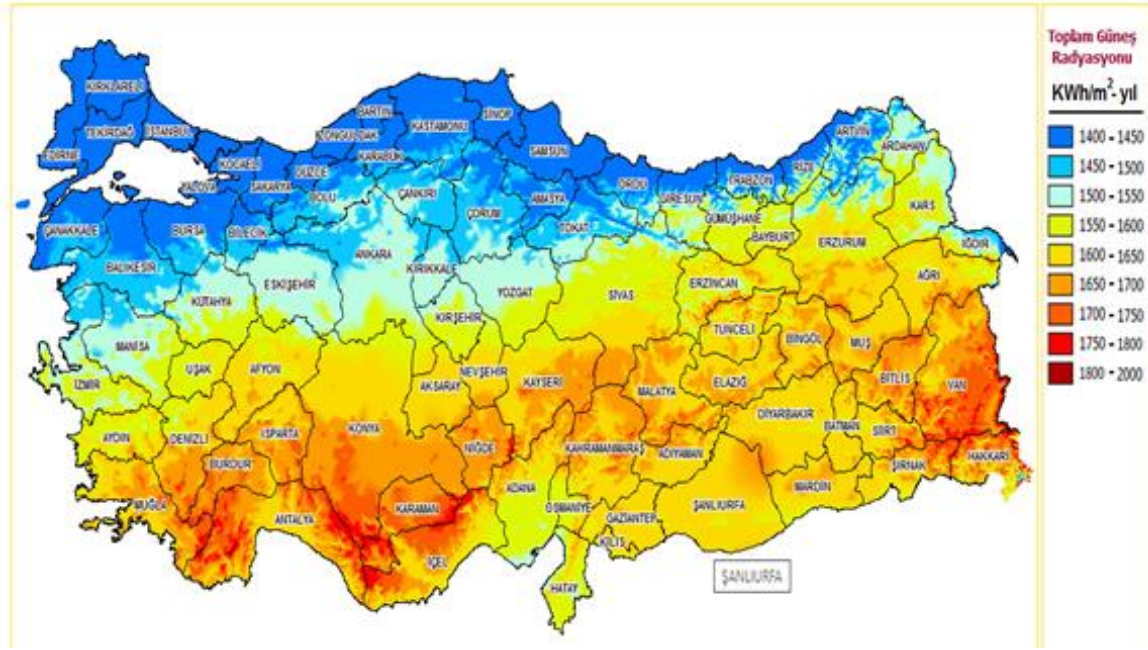 Toplam Güneş
Radyasyonu
KWh/m²- yıl
1400 - 1450
1450 - 1500
1500 - 1550
1550 - 1600
1600 - 1650
1650 - 1700
1700 - 1750
1750 - 1800
1800 - 2000
KIRKLARELİ
TEKİRDAĞ
İSTANBUL
EDİRNE
KOCAELİ
YALOVA
SAKARYA
DÜZCE
ZONGULDAK
BARTIN
KARABÜK
KASTAMONU
SİNOP
SAMSUN
BOLU
ÇANKIRI
ÇORUM
AMASYA
TOKAT
ORDU
GİRESUN
TRABZON
RİZE
ARTVİN
ARDAHAN
KARS
IĞDIR
GÜMÜŞHANE
BAYBURT
ERZURUM
AĞRI
ÇANAKKALE
BURSA
BİLECİK
BALIKESİR
KÜTAHYA
ESKİŞEHİR
ANKARA
KIRIKKALE
YOZGAT
KIRŞEHİR
SİVAS
ERZİNCAN
TUNCELİ
BİNGÖL
MUŞ
BİTLİS
VAN
MANİSA
UŞAK
AFYON
İZMİR
AKSARAY
NEVŞEHİR
KAYSERİ
MALATYA
ELAZIĞ
DİYARBAKIR
BATMAN
SİİRT
ŞIRNAK
HAKKARİ
AYDIN
DENİZLİ
ISPARTA
BURDUR
KONYA
NİĞDE
KAHRAMANMARAŞ
ADIYAMAN
MARDİN
ŞANLIURFA
MUĞLA
ANTALYA
KARAMAN
İÇEL
ADANA
OSMANİYE
GAZİANTEP
KİLİS
HATAY
ŞANLIURFA